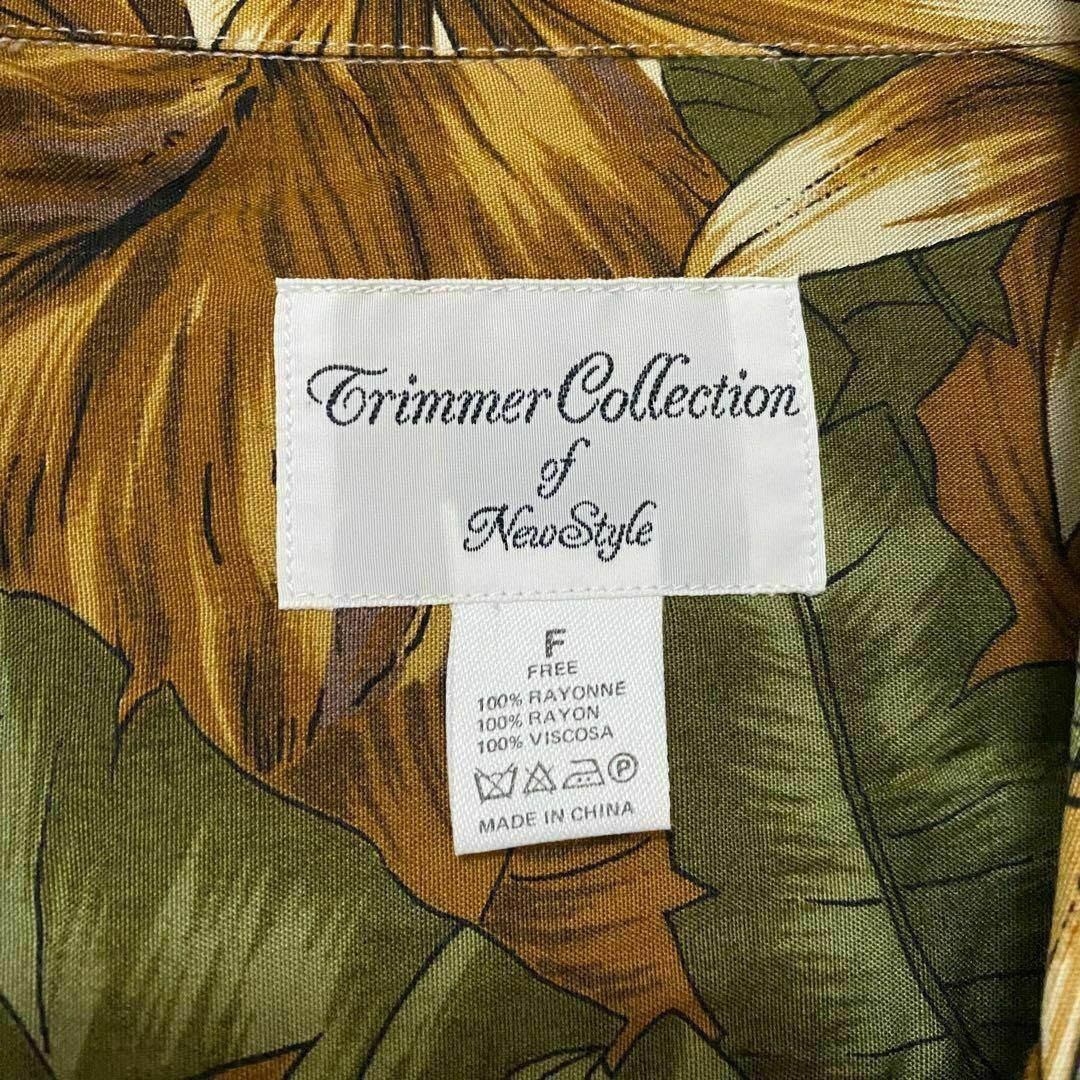 Trimmer Collection
of
NewStyle
F
FREE
100% RAYONNE
100% RAYON
100% VISCOSA
P
MADE IN CHINA